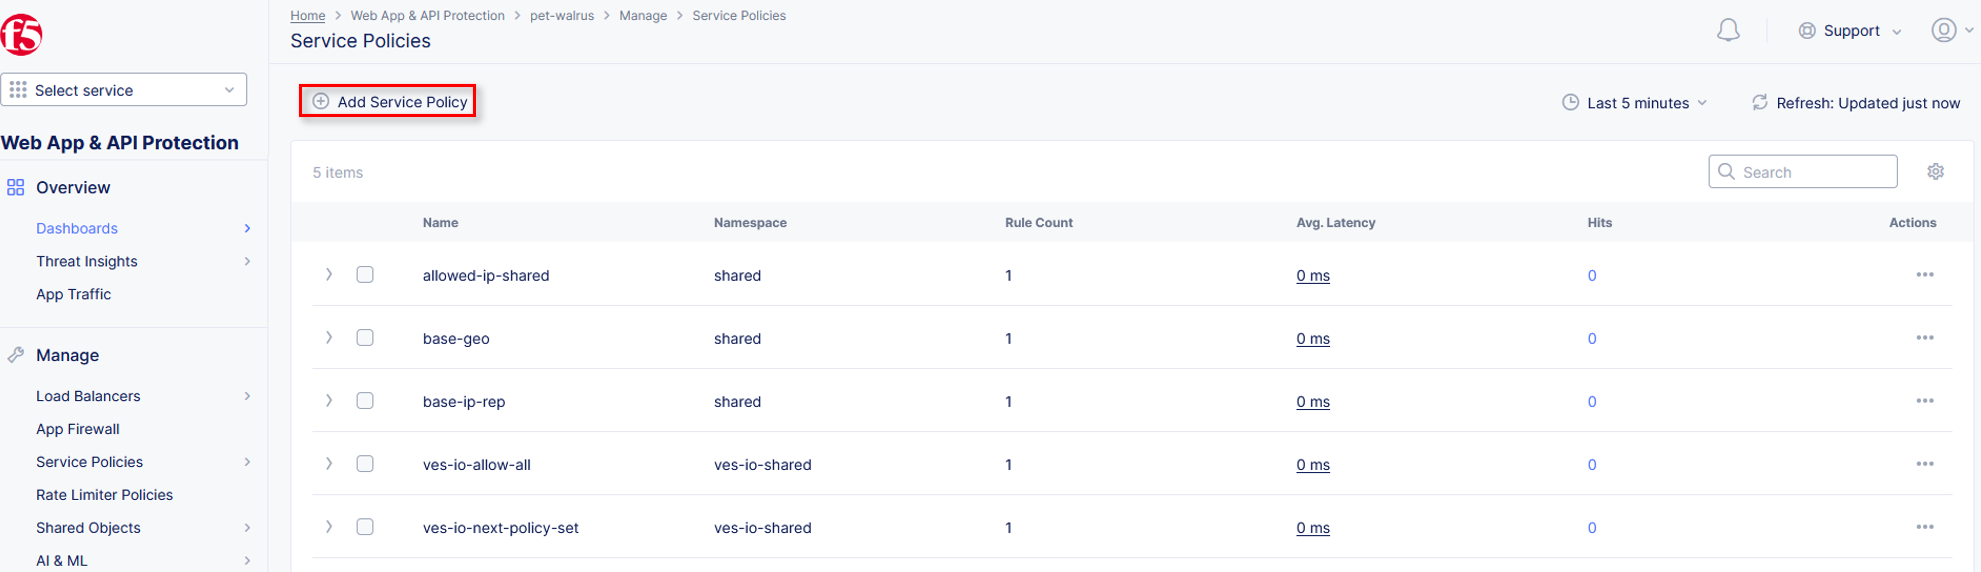 Home > Web App & API Protection > pet-walrus > Manage > Service Policies
Service Policies
Support
f5
Select service
Web App & API Protection
Overview
Dashboards
Threat Insights
App Traffic
Manage
Load Balancers
App Firewall
Service Policies
Rate Limiter Policies
Shared Objects
AI & ML
Add Service Policy
Last 5 minutes
Refresh: Updated just now
5 items
Search
Name Namespace Rule Count Avg. Latency Hits Actions
allowed-ip-shared shared 1 0 ms 0
base-geo shared 1 0 ms 0
base-ip-rep shared 1 0 ms 0
ves-io-allow-all ves-io-shared 1 0 ms 0
ves-io-next-policy-set ves-io-shared 1 0 ms 0